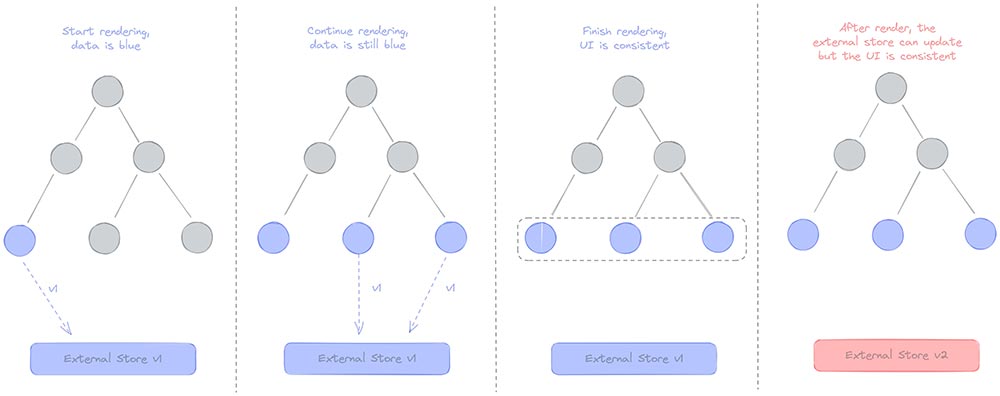 Start rendering,
data is blue
v1
External Store v1
Continue rendering,
data is still blue
v1
v1
External Store v1
Finish rendering,
UI is consistent
External Store v1
After render, the
external store can update
but the UI is consistent
External Store v2